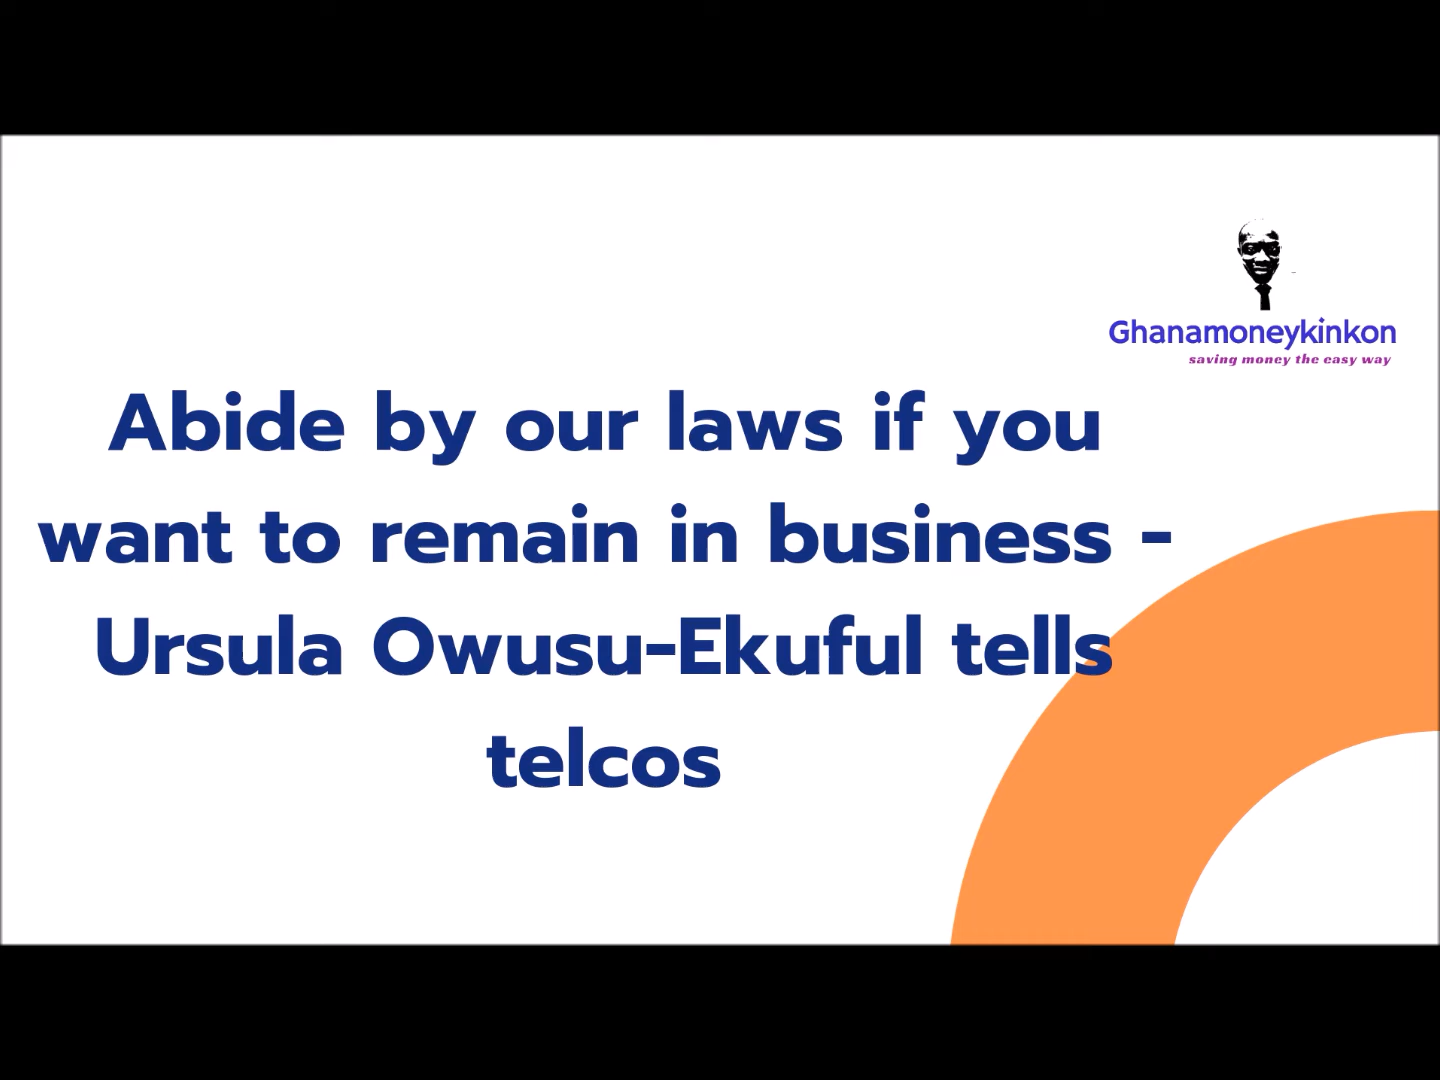 Ghanamoneykinkon
saving money the easy way
Abide by our laws if you
want to remain in business -
Ursula Owusu-Ekuful tells
telcos